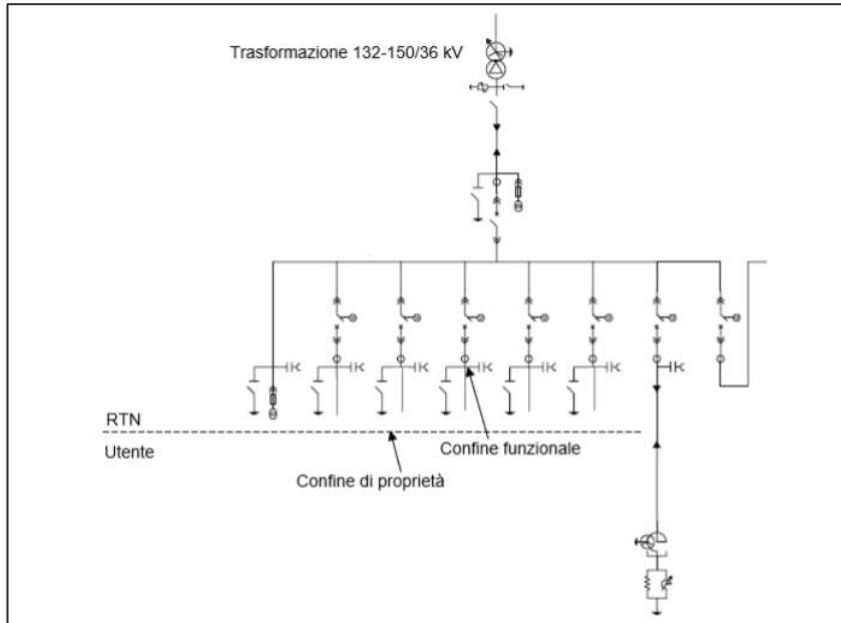 Trasformazione 132-150/36 kV
RTN
Utente
Confine funzionale
Confine di proprietà